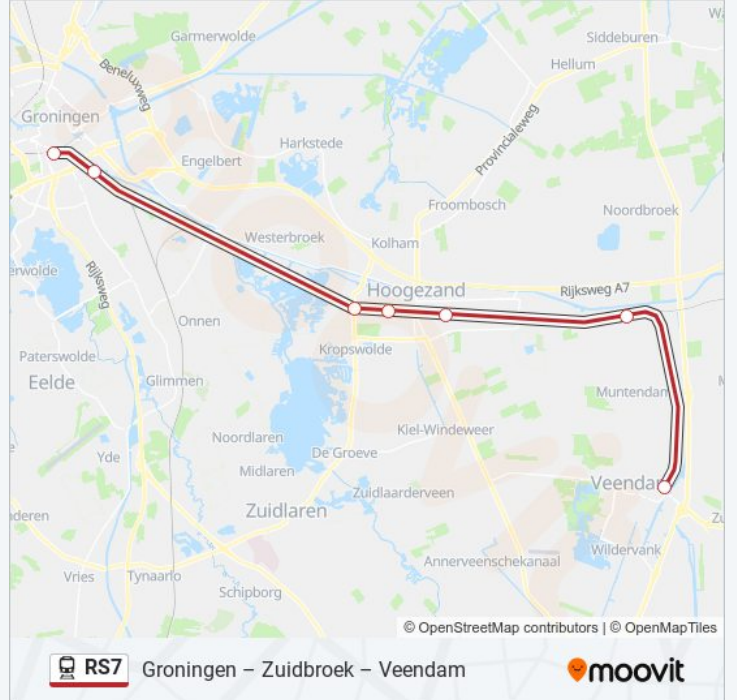 Garmerwolde
Siddeburen
Hellum
Beneluxweg
Groningen
Harkstede
Provincialeweg
Engelbert
Froombosch
Noordbroek
Westerbroek
Kolham
erwolde
Rijksweg
Hoogezand
Rijksweg A7
Onnen
Kropswolde
Paterswolde
Eelde
Glimmen
Muntendam
Noordlaren
Kiel-Windeweer
Yde
De Groeve
Midlaren
Zuidlaarderveen
Veendam
Zuidlaren
nderen
Wildervank
Annerveenschekanaal
Vries
Tynaarlo
Schipborg
© OpenStreetMap contributors | © OpenMapTiles
RS7 Groningen – Zuidbroek – Veendam
moovit